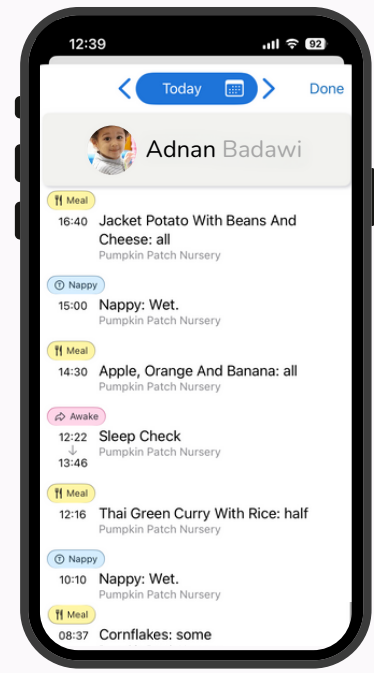 12:39
92
Today
Done
Adnan Badawi
Meal
16:40 Jacket Potato With Beans And
Cheese: all
Pumpkin Patch Nursery
Nappy
15:00 Nappy: Wet.
Pumpkin Patch Nursery
Meal
14:30 Apple, Orange And Banana: all
Pumpkin Patch Nursery
Awake
12:22 Sleep Check
Pumpkin Patch Nursery
13:46
Meal
12:16 Thai Green Curry With Rice: half
Pumpkin Patch Nursery
Nappy
10:10 Nappy: Wet.
Pumpkin Patch Nursery
Meal
08:37 Cornflakes: some